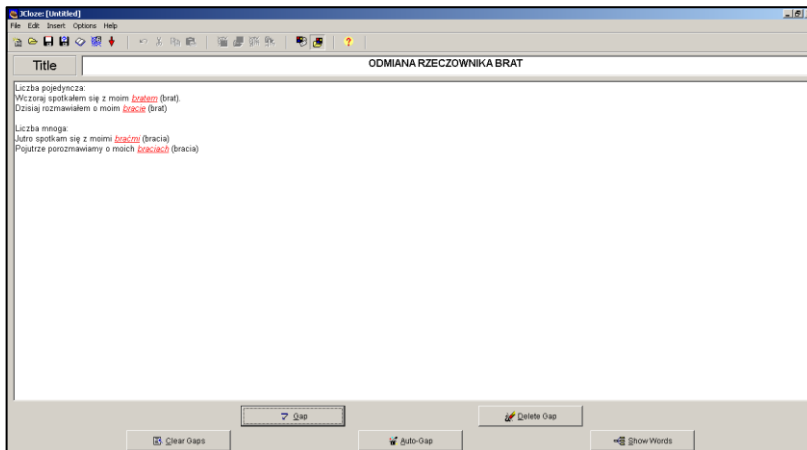 JCloze: [Untitled]
File Edit Insert Options Help
Title
ODMIANA RZECZOWNIKA BRAT
Liczba pojedyncza:
Wczoraj spotkałem się z moim bratem (brat).
Dzisiaj rozmawiałem o moim bracie (brat)
Liczba mnoga:
Jutro spotkam się z moimi braćmi (bracia)
Pojutrze porozmawiamy o moich braciach (bracia)
Gap
Delete Gap
Clear Gaps
Auto-Gap
Show Words